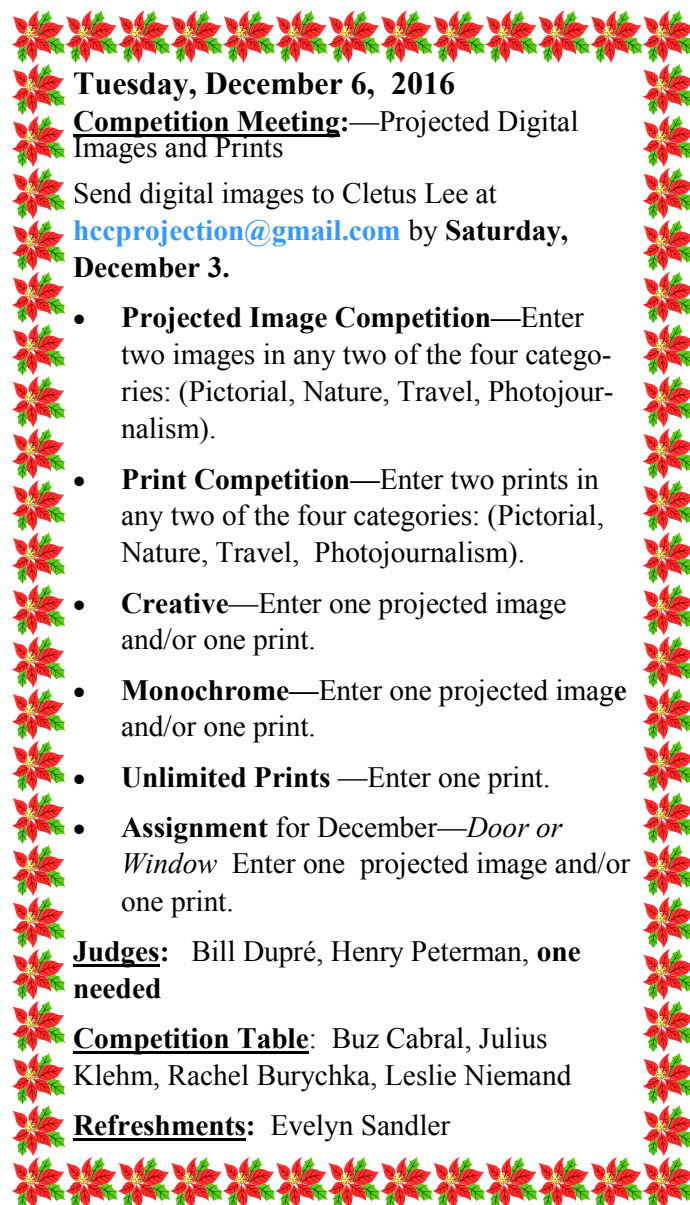 Tuesday, December 6,  2016
Competition Meeting:—Projected Digital
Images and Prints
Send digital images to Cletus Lee at
hccprojection@gmail.com by Saturday,
December 3.
• Projected Image Competition—Enter
two images in any two of the four catego-
ries: (Pictorial, Nature, Travel, Photojour-
nalism).
• Print Competition—Enter two prints in
any two of the four categories: (Pictorial,
Nature, Travel,  Photojournalism).
• Creative—Enter one projected image
and/or one print.
• Monochrome—Enter one projected image
and/or one print.
• Unlimited Prints —Enter one print.
• Assignment for December—Door or
Window  Enter one  projected image and/or
one print.
Judges:   Bill Dupré, Henry Peterman, one
needed
Competition Table:  Buz Cabral, Julius
Klehm, Rachel Burychka, Leslie Niemand
Refreshments:  Evelyn Sandler